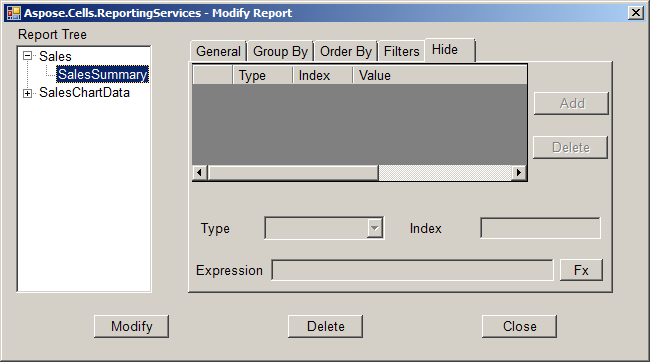 Aspose.Cells.ReportingServices - Modify Report
Report Tree
Sales
SalesSummary
SalesChartData
General Group By Order By Filters Hide
Type Index Value
Add
Delete
Type Index
Expression Fx
Modify Delete Close